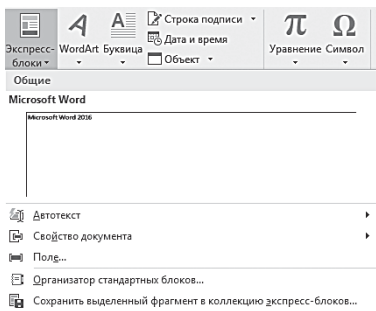 Экспресс-блоки
WordArt
Буквица
Строка подписи
Дата и время
Объект
Уравнение
Символ
Общие
Microsoft Word
Microsoft Word 2016
Автотекст
Свойство документа
Поле...
Организатор стандартных блоков...
Сохранить выделенный фрагмент в коллекцию экспресс-блоков...